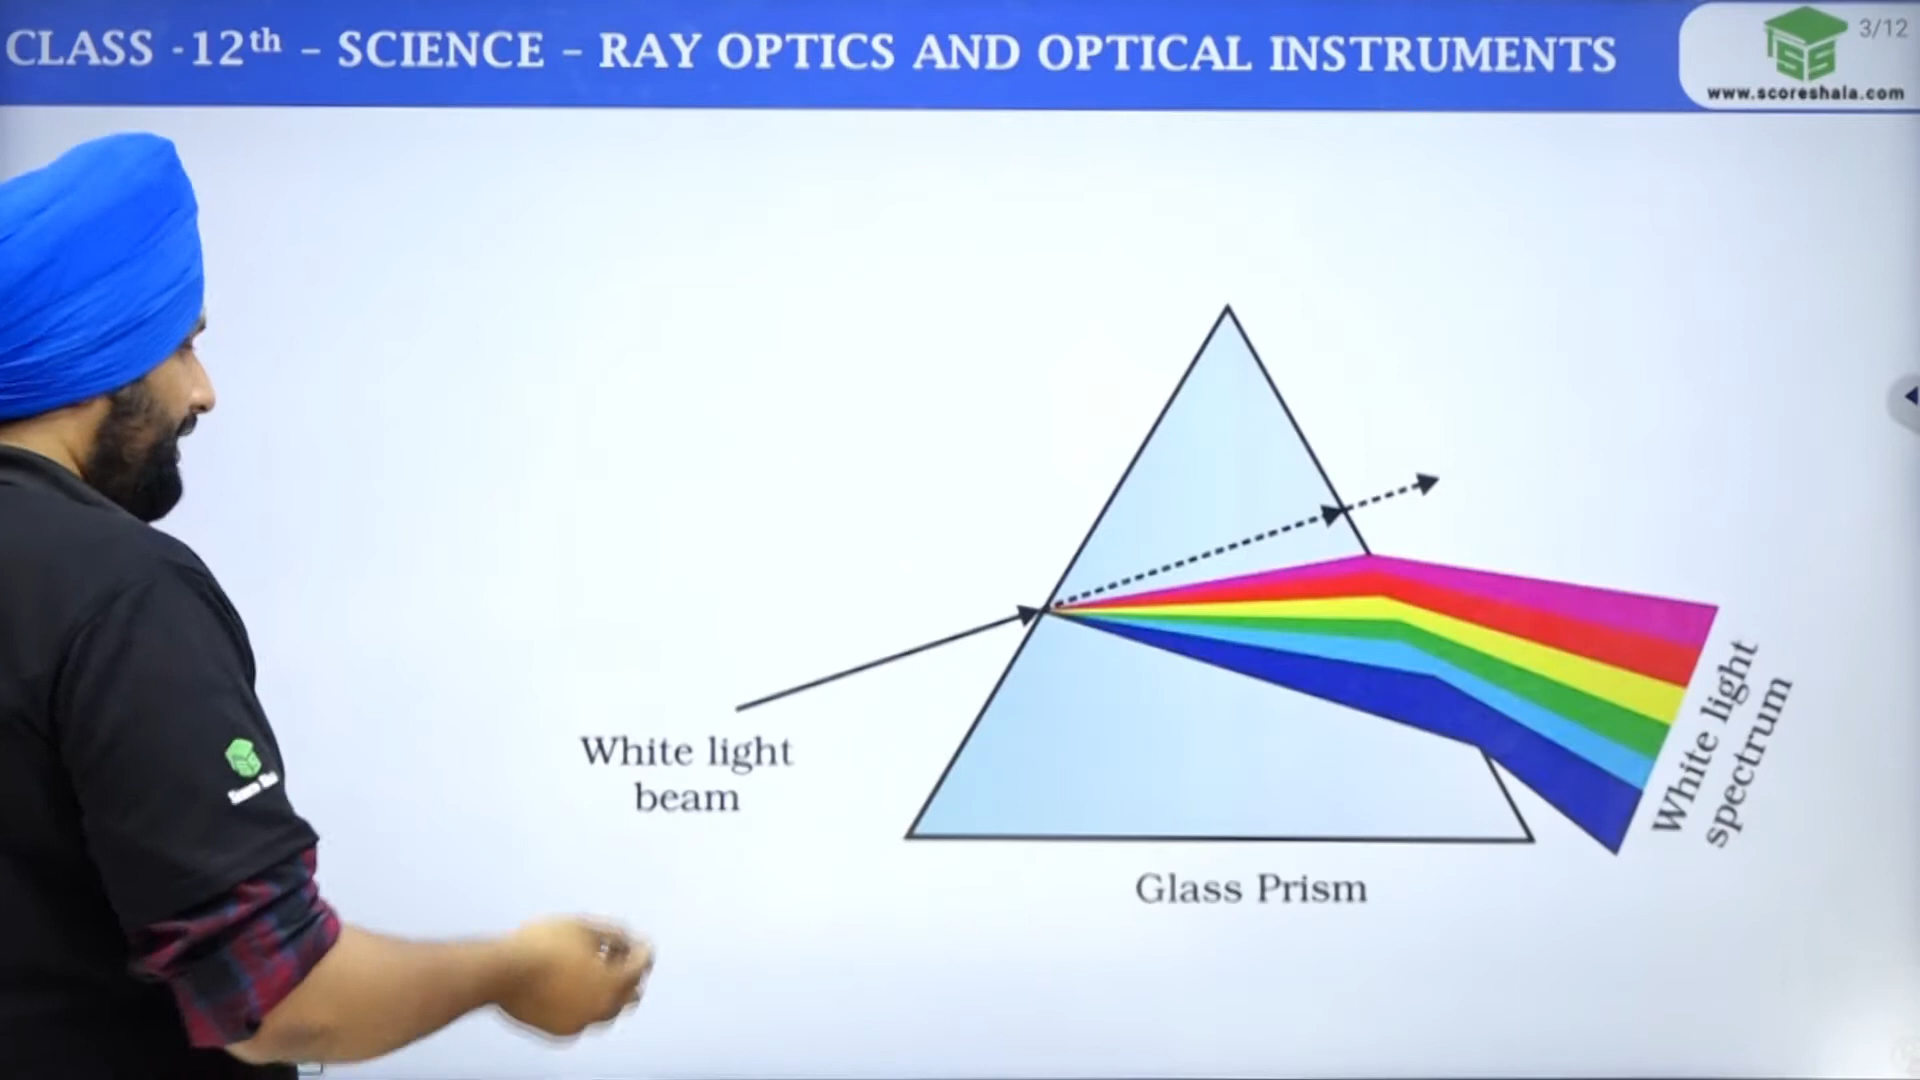 CLASS -12th – SCIENCE – RAY OPTICS AND OPTICAL INSTRUMENTS
3/12
www.scoreshala.com
White light
beam
Glass Prism
White light
spectrum